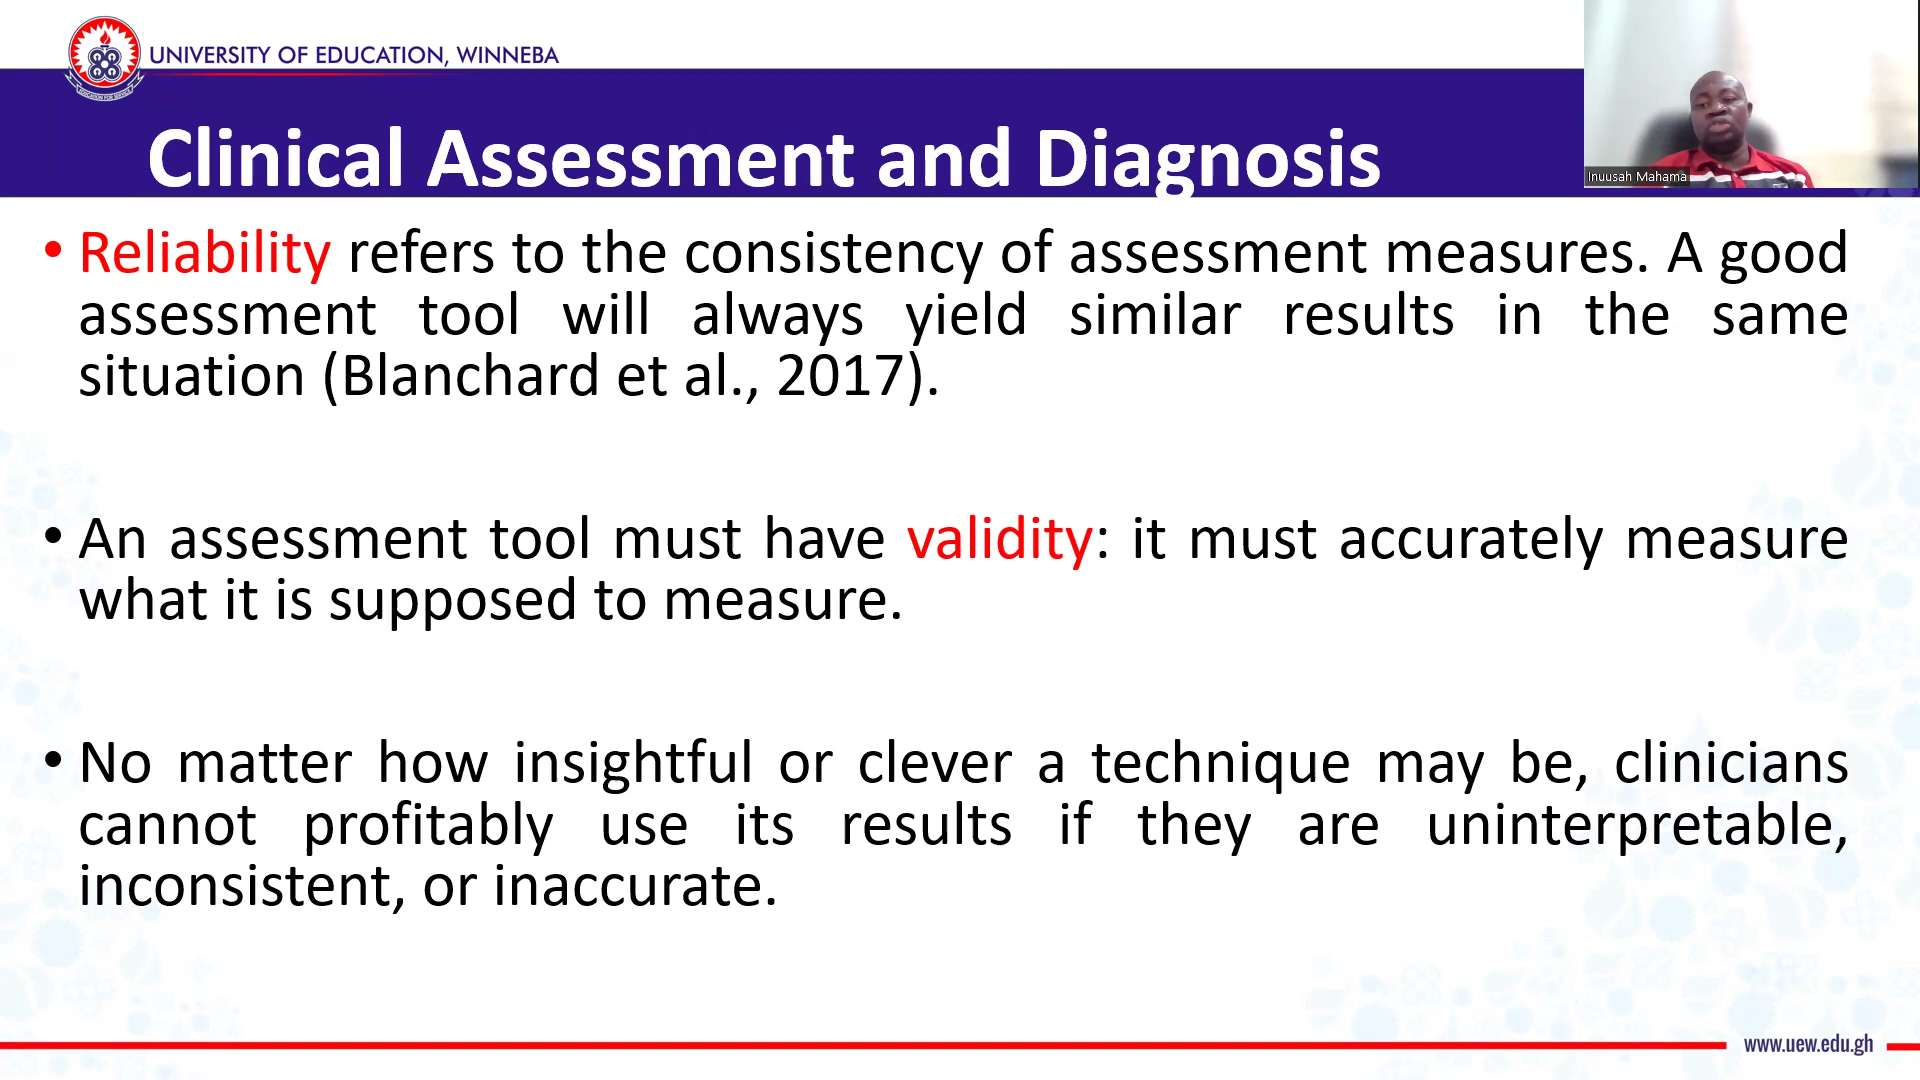 UNIVERSITY OF EDUCATION, WINNEBA
Clinical Assessment and Diagnosis
Inuusah Mahama
• Reliability refers to the consistency of assessment measures. A good
assessment tool will always yield similar results in the same
situation (Blanchard et al., 2017).
• An assessment tool must have validity: it must accurately measure
what it is supposed to measure.
• No matter how insightful or clever a technique may be, clinicians
cannot profitably use its results if they are uninterpretable,
inconsistent, or inaccurate.
www.uew.edu.gh